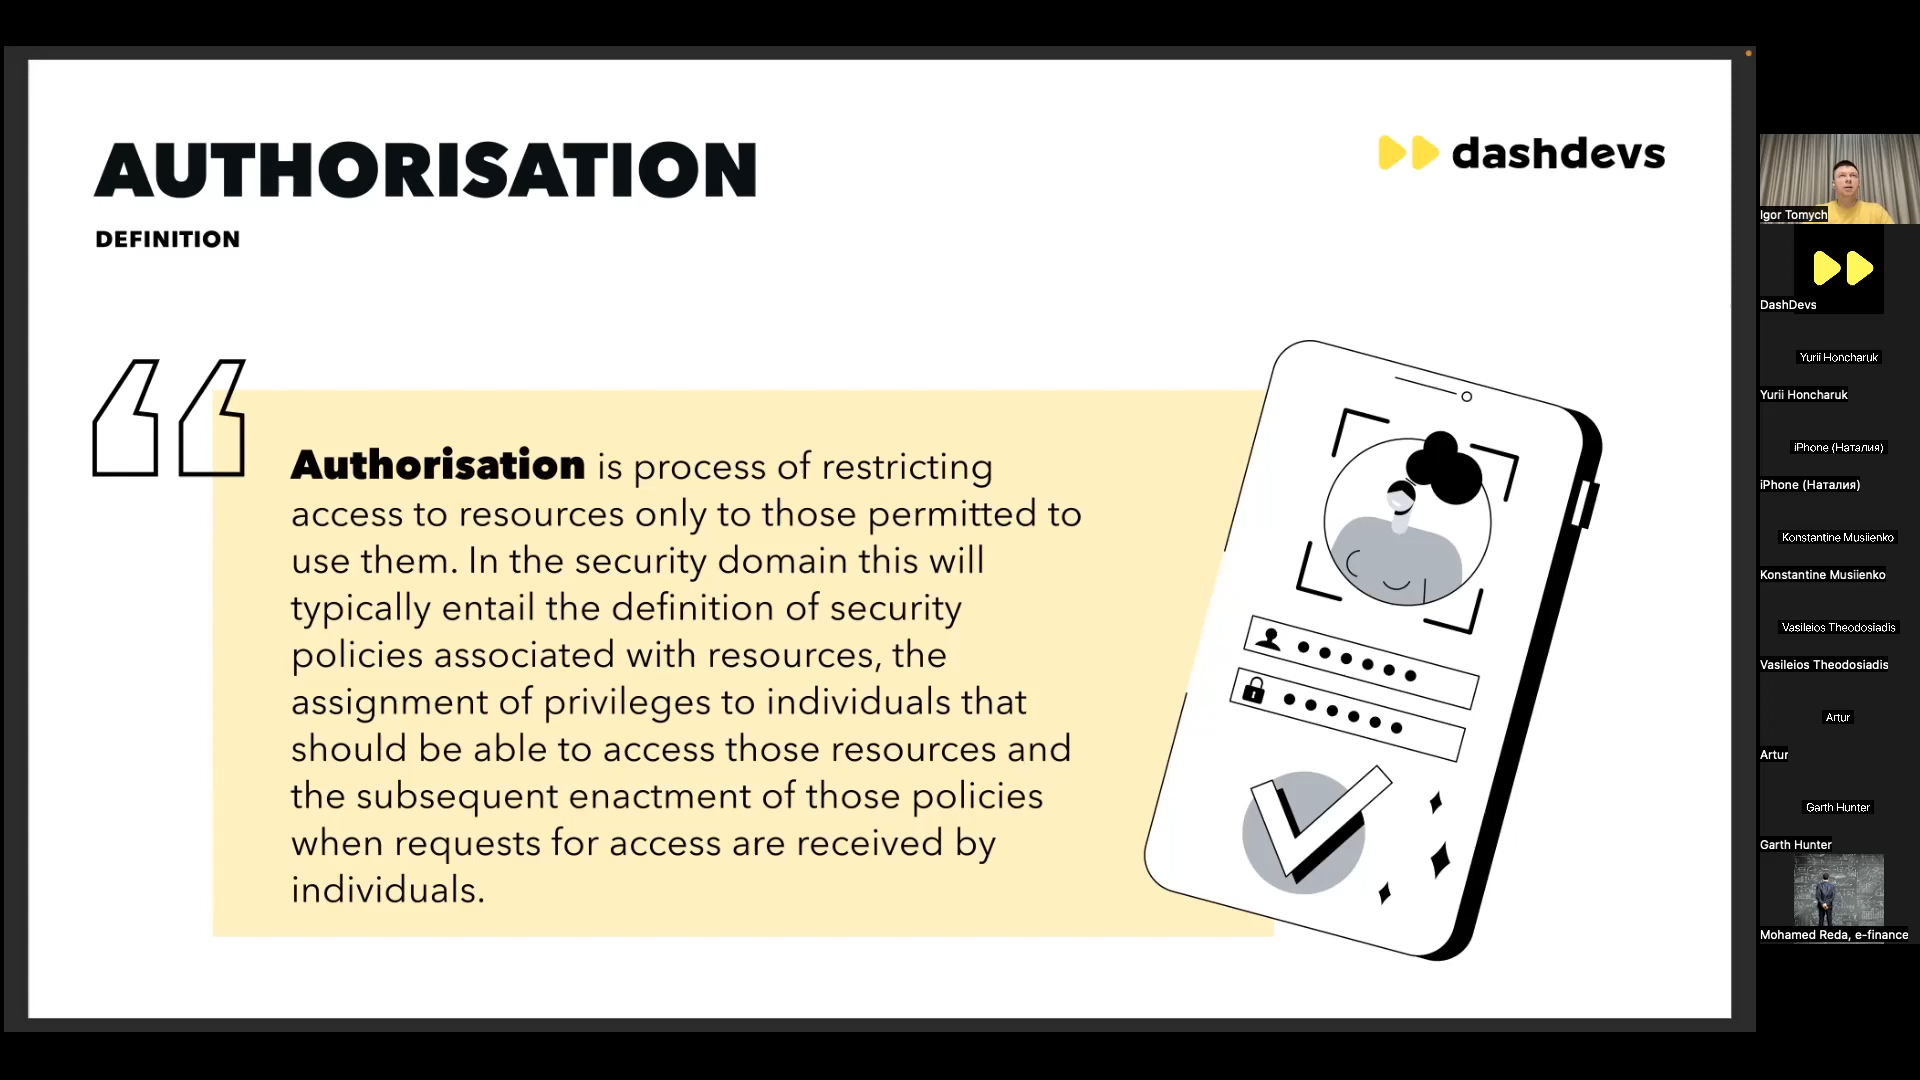 AUTHORISATION
DEFINITION
dashdevs
Authorisation is process of restricting
access to resources only to those permitted to
use them. In the security domain this will
typically entail the definition of security
policies associated with resources, the
assignment of privileges to individuals that
should be able to access those resources and
the subsequent enactment of those policies
when requests for access are received by
individuals.
Igor Tomych
DashDevs
Yurii Honcharuk
Yurii Honcharuk
iPhone (Наталия)
iPhone (Наталия)
Konstantine Musiienko
Konstantine Musiienko
Vasileios Theodosiadis
Vasileios Theodosiadis
Artur
Artur
Garth Hunter
Garth Hunter
Mohamed Reda, e-finance